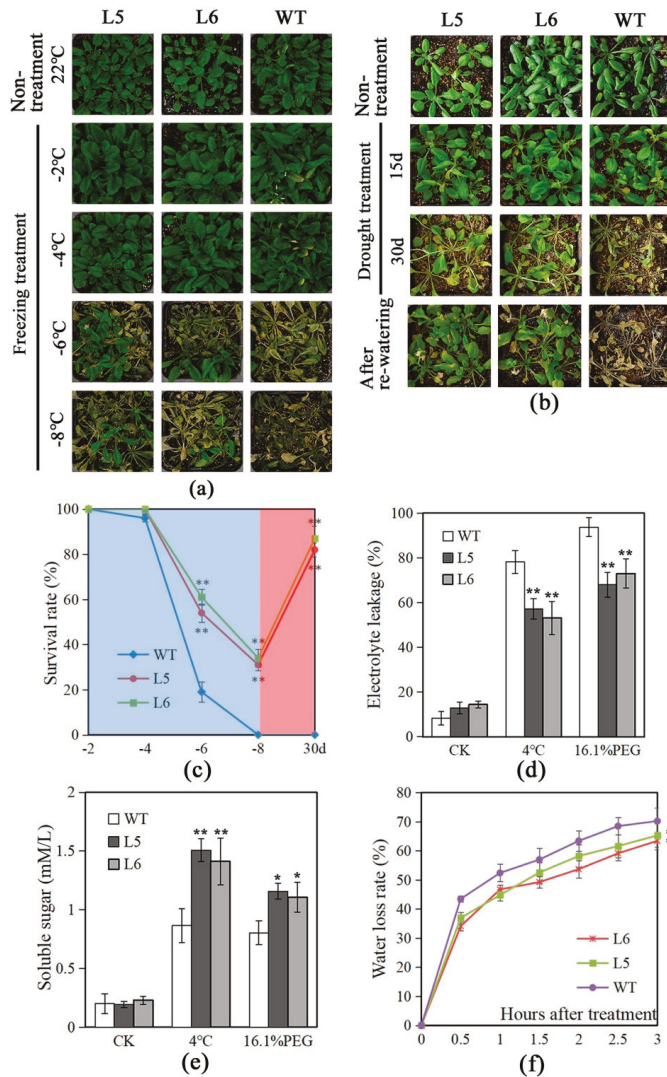 L5 L6 WT
Non-treatment
22°C
Freezing treatment
-2°C
-4°C
-6°C
-8°C
(a)
L5 L6 WT
Non-treatment
Drought treatment
15d
30d
After re-watering
(b)
Survival rate (%)
100
80
60
40
20
0
WT
L5
L6
**
**
**
**
**
**
-2 -4 -6 -8 30d
(c)
Electrolyte leakage (%)
100
80
60
40
20
0
WT
L5
L6
** **
** **
CK 4°C 16.1%PEG
(d)
Soluble sugar (mM/L)
2
1.5
1
0.5
0
WT
L5
L6
** **
* *
CK 4°C 16.1%PEG
(e)
Water loss rate (%)
80
70
60
50
40
30
20
10
0
L6
L5
WT
Hours after treatment
0 0.5 1 1.5 2 2.5 3
(f)